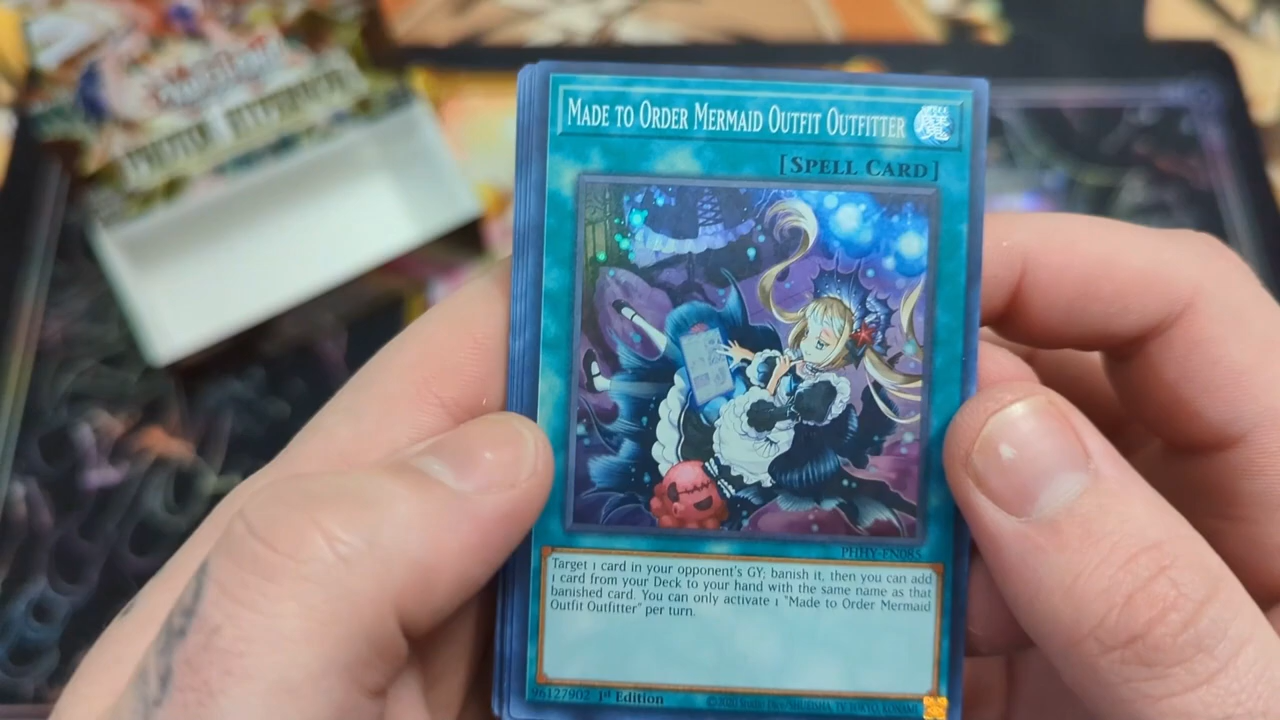 MADE TO ORDER MERMAID OUTFIT OUTFITTER
[SPELL CARD]
PHHY-EN085
Target 1 card in your opponent's GY; banish it, then you can add
1 card from your Deck to your hand with the same name as that
banished card. You can only activate 1 "Made to Order Mermaid
Outfit Outfitter" per turn.
96127902 1st Edition